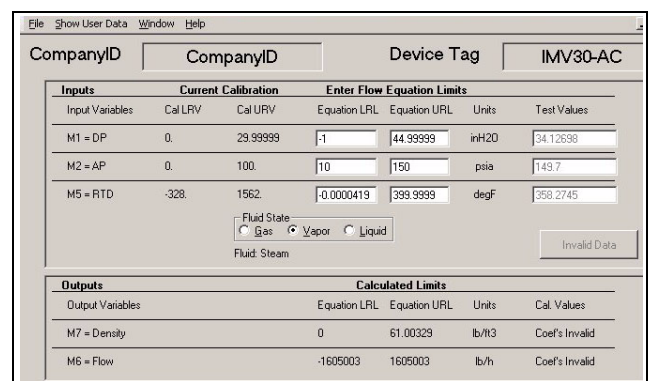 File Show User Data Window Help
CompanyID CompanyID Device Tag IMV30-AC
Inputs Current Calibration Enter Flow Equation Limits
Input Variables Cal LRV Cal URV Equation LRL Equation URL Units Test Values
M1 = DP 0. 29.99999 -1 44.99999 inH2O 34.12698
M2 = AP 0. 100. 10 150 psia 149.7
M5 = RTD -328. 1562. -0.0000419 399.9999 degF 358.2745
Fluid State
Gas Vapor Liquid
Invalid Data
Fluid: Steam
Outputs Calculated Limits
Output Variables Equation LRL Equation URL Units Cal. Values
M7 = Density 0 61.00329 lb/ft3 Coef's Invalid
M6 = Flow -1605003 1605003 lb/h Coef's Invalid